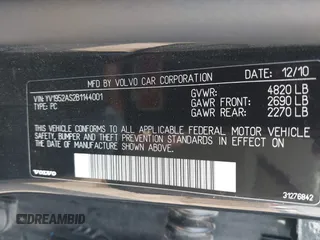 MFD BY VOLVO CAR CORPORATION 12/10
VIN: YV1952AS2B1144001
TYPE: PC
GVWR: 4820 LB
GAWR FRONT: 2690 LB
GAWR REAR: 2270 LB
THIS VEHICLE CONFORMS TO ALL APPLICABLE FEDERAL MOTOR VEHICLE
SAFETY, BUMPER AND THEFT PREVENTION STANDARDS IN EFFECT ON
THE DATE OF MANUFACTURE SHOWN ABOVE.
VOLVO
31276842
DREAMBID